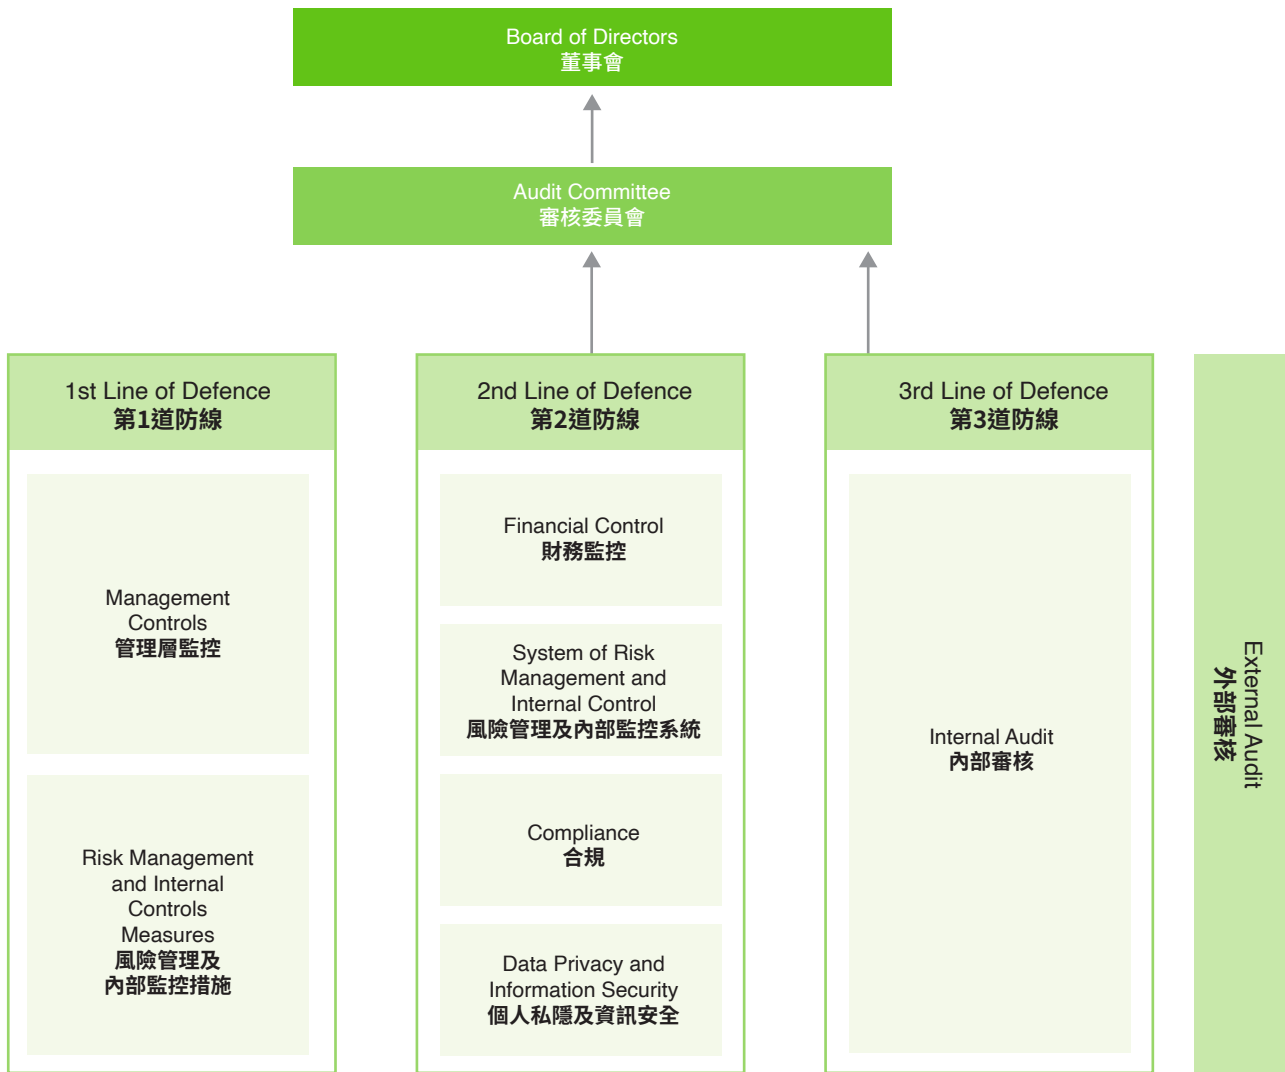 Board of Directors
董事會
Audit Committee
審核委員會
1st Line of Defence
第1道防線
Management
Controls
管理層監控
Risk Management
and Internal
Controls
Measures
風險管理及
內部監控措施
2nd Line of Defence
第2道防線
Financial Control
財務監控
System of Risk
Management and
Internal Control
風險管理及內部監控系統
Compliance
合規
Data Privacy and
Information Security
個人私隱及資訊安全
3rd Line of Defence
第3道防線
Internal Audit
內部審核
External Audit
外部審核